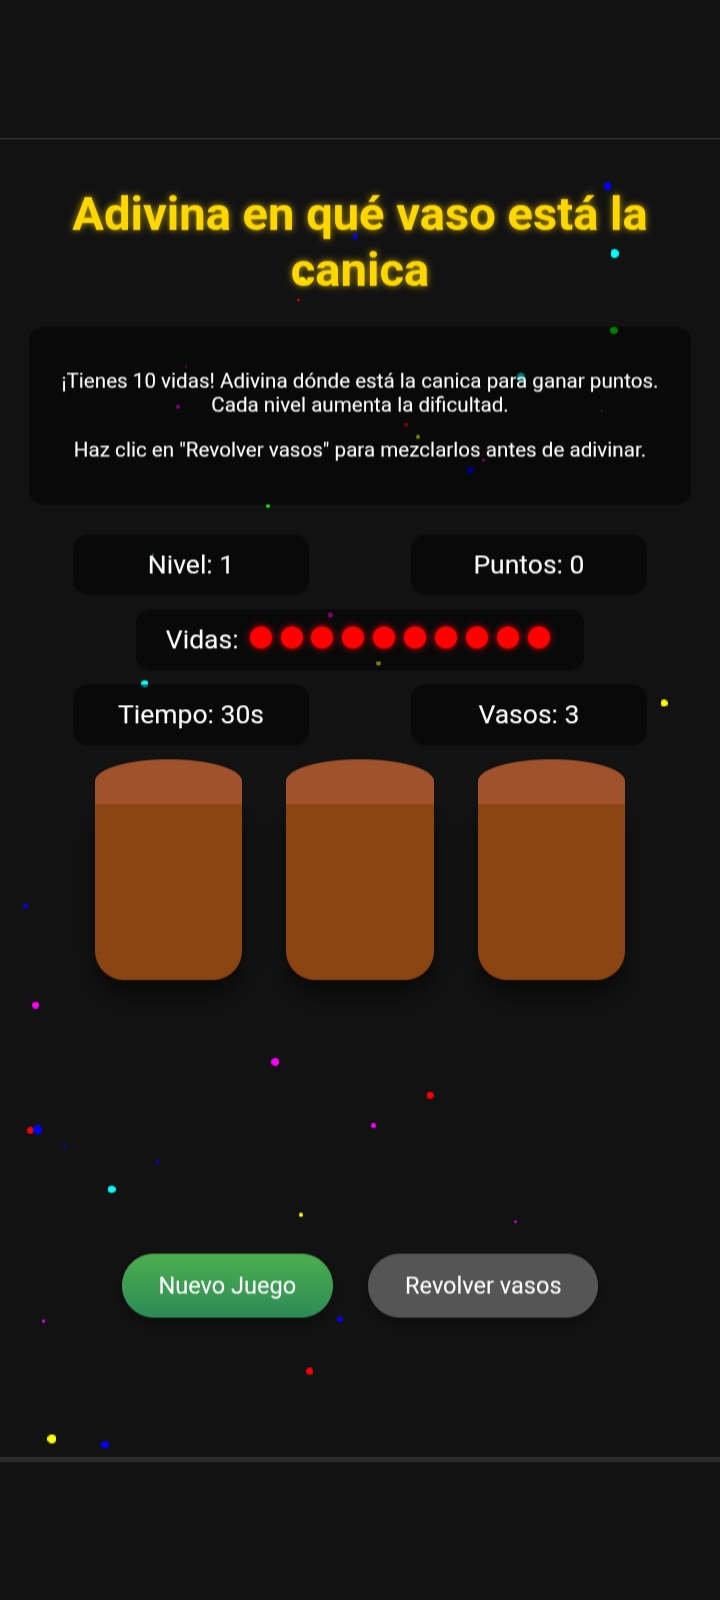 Adivina en qué vaso está la
canica
¡Tienes 10 vidas! Adivina dónde está la canica para ganar puntos.
Cada nivel aumenta la dificultad.
Haz clic en "Revolver vasos" para mezclarlos antes de adivinar.
Nivel: 1
Puntos: 0
Vidas:
Tiempo: 30s
Vasos: 3
Nuevo Juego
Revolver vasos